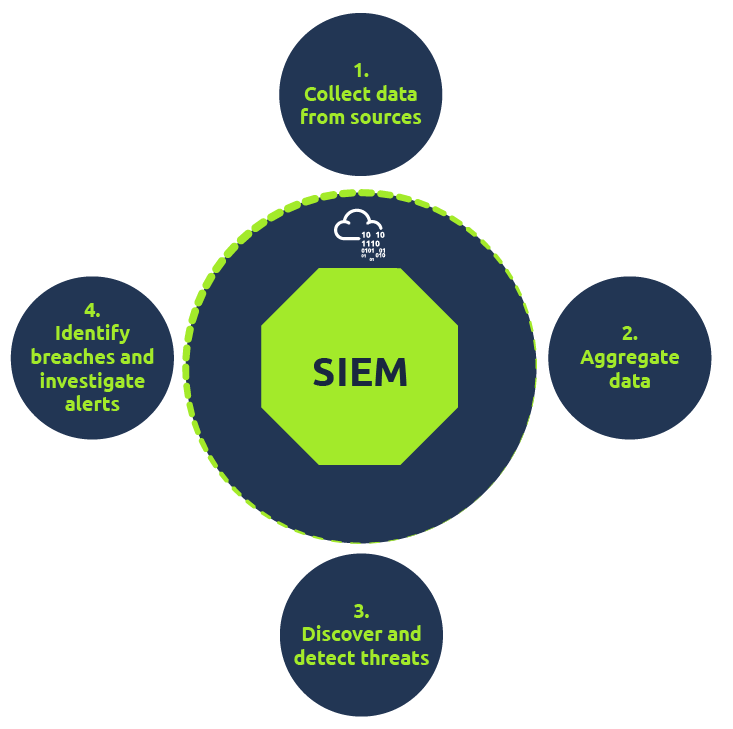 1.
Collect data
from sources
10 10
1110
0101 01
01 010
01
SIEM
2.
Aggregate
data
3.
Discover and
detect threats
4.
Identify
breaches and
investigate
alerts